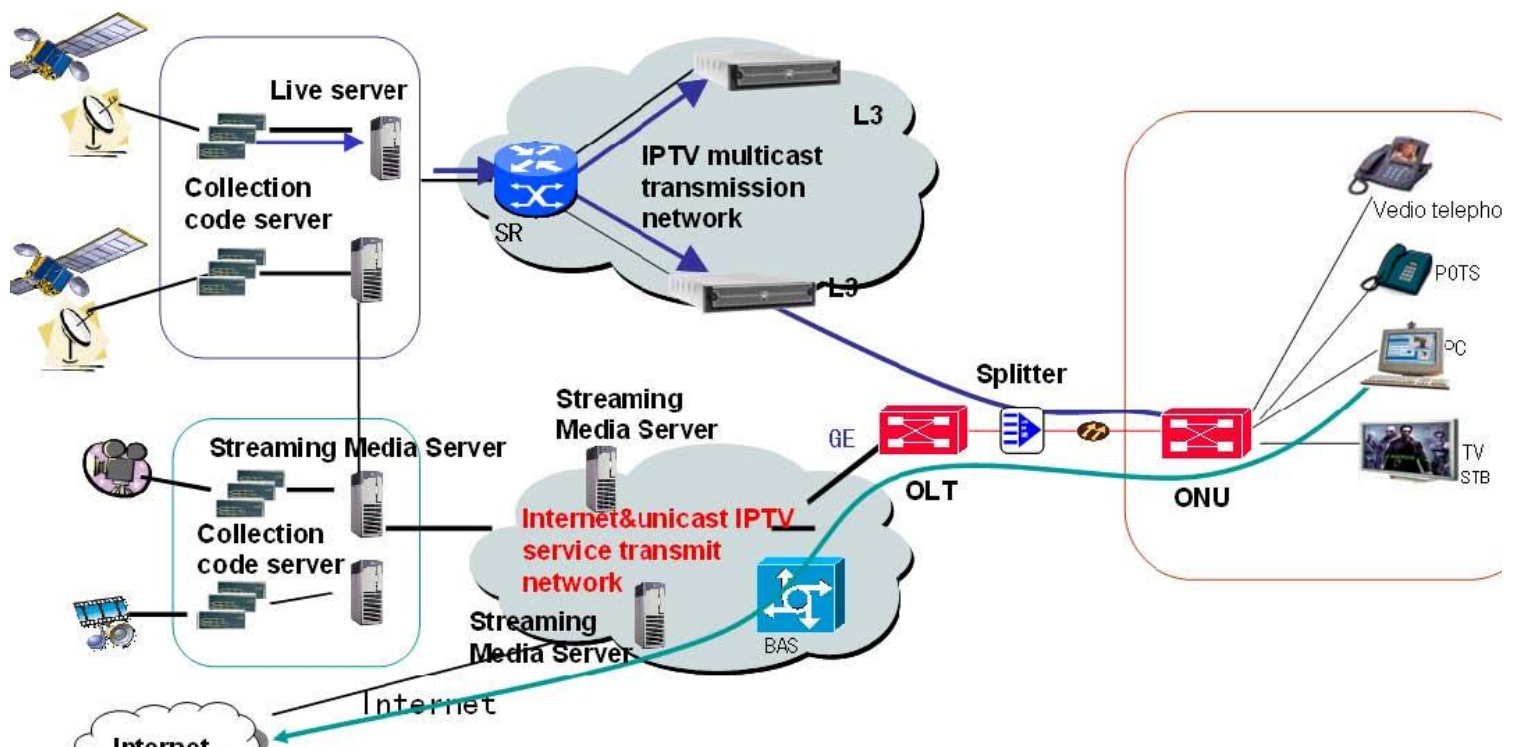 Live server
L3
IPTV multicast
transmission
network
Collection
code server
SR
Vedio telepho
POTS
L3
PC
Splitter
Streaming
Media Server
GE
Streaming Media Server
TV
STB
OLT
ONU
Internet&unicast IPTV
service transmit
network
Collection
code server
Streaming
Media Server
BAS
Internet
Internet